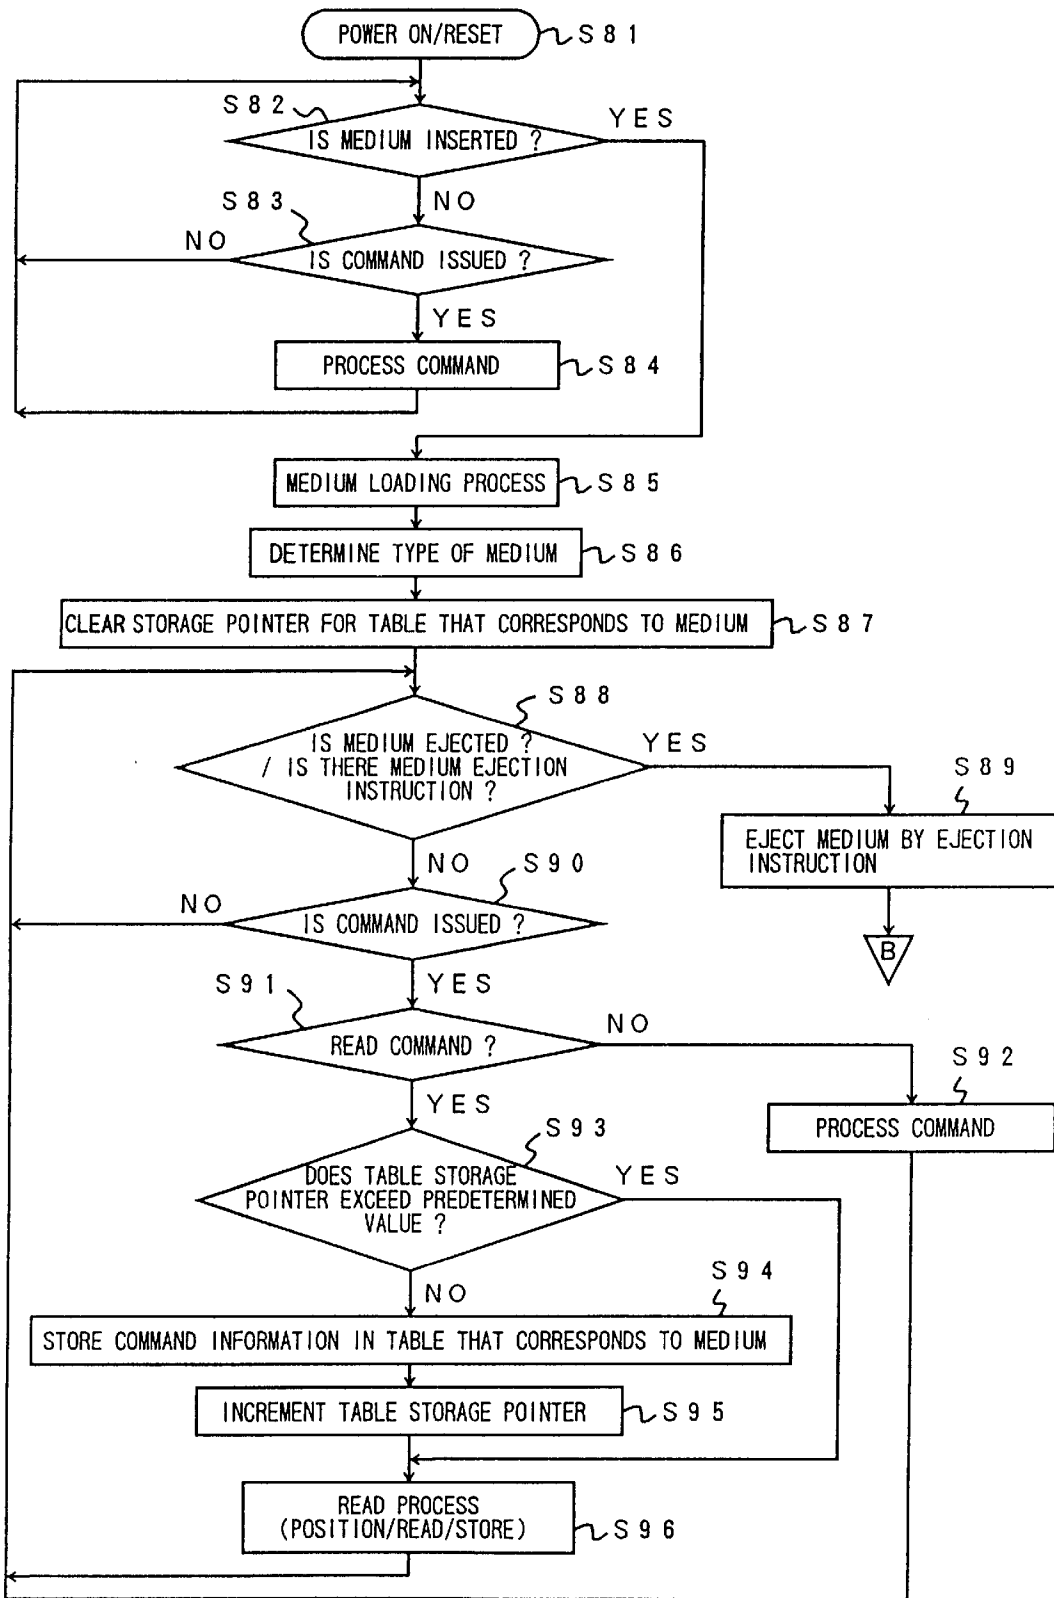 POWER ON/RESET
S81
S82
YES
IS MEDIUM INSERTED ?
NO
S83
NO
IS COMMAND ISSUED ?
YES
PROCESS COMMAND
S84
MEDIUM LOADING PROCESS
S85
DETERMINE TYPE OF MEDIUM
S86
CLEAR STORAGE POINTER FOR TABLE THAT CORRESPONDS TO MEDIUM
S87
S88
IS MEDIUM EJECTED ?
/ IS THERE MEDIUM EJECTION
INSTRUCTION ?
YES
S89
EJECT MEDIUM BY EJECTION
INSTRUCTION
B
NO
S90
NO
IS COMMAND ISSUED ?
YES
S91
READ COMMAND ?
NO
S92
PROCESS COMMAND
YES
S93
DOES TABLE STORAGE
POINTER EXCEED PREDETERMINED
VALUE ?
YES
NO
S94
STORE COMMAND INFORMATION IN TABLE THAT CORRESPONDS TO MEDIUM
INCREMENT TABLE STORAGE POINTER
S95
READ PROCESS
(POSITION/READ/STORE)
S96